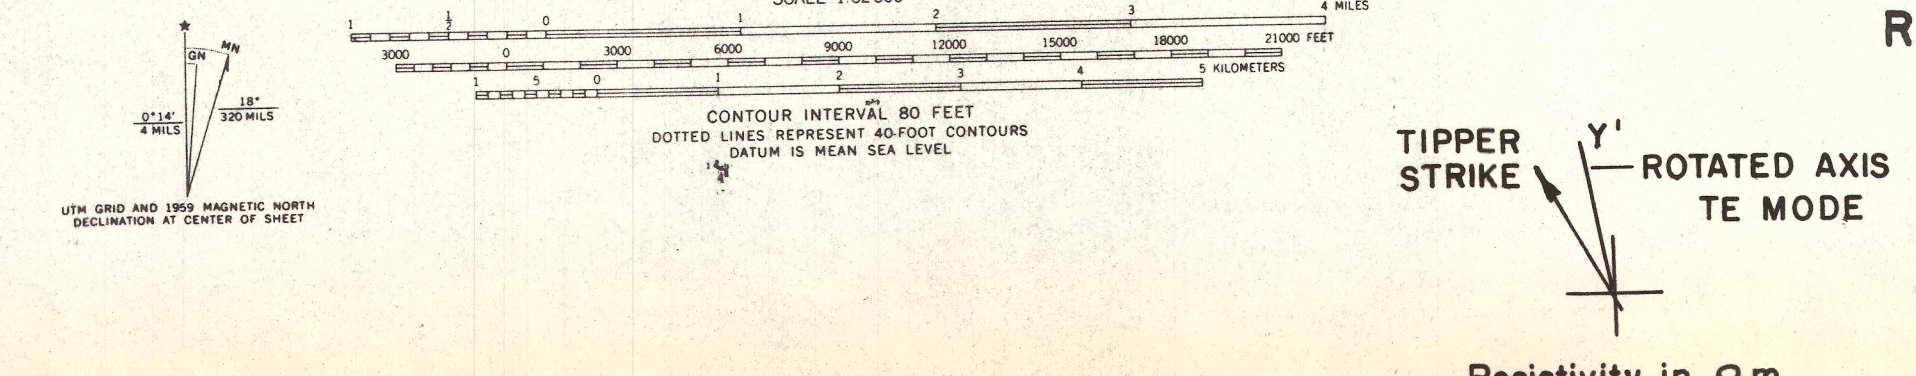 1 ½ 0 1 2 3 4 MILES
3000 0 3000 6000 9000 12000 15000 18000 21000 FEET
1 5 0 1 2 3 4 5 KILOMETERS
CONTOUR INTERVAL 80 FEET
DOTTED LINES REPRESENT 40-FOOT CONTOURS
DATUM IS MEAN SEA LEVEL
GN
MN
0°14'
4 MILS
18°
320 MILS
UTM GRID AND 1959 MAGNETIC NORTH
DECLINATION AT CENTER OF SHEET
R
TIPPER
STRIKE
Y'
ROTATED AXIS
TE MODE
Resistivity in Ωm